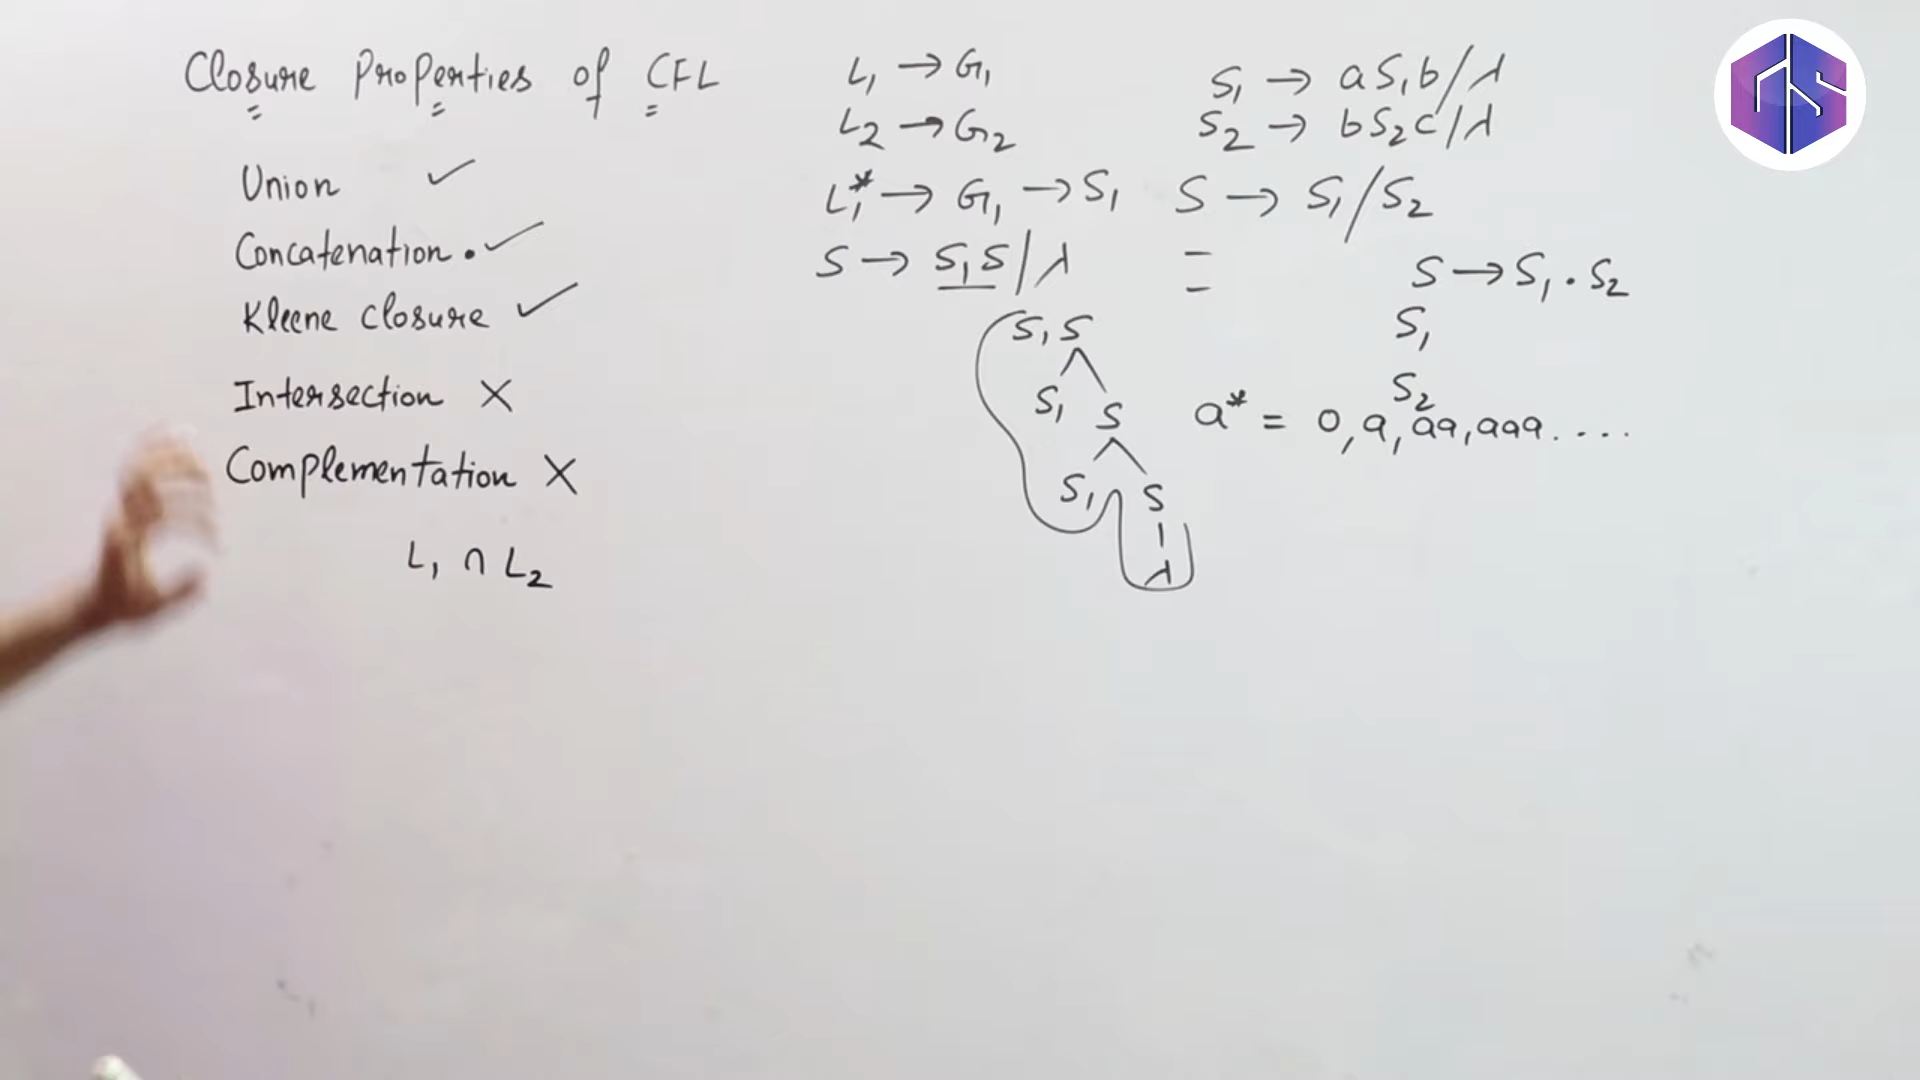 Closure Properties of CFL
Union ✓
Concatenation . ✓
Kleene closure ✓
Intersection ✗
Complementation ✗
L₁ ∩ L₂
L₁ → G₁
L₂ → G₂
L₁* → G₁ → S₁
S → S₁S/λ
S₁S
S₁ S
S₁ S
λ
S₁ → aS₁b/λ
S₂ → bS₂c/λ
S → S₁/S₂
=
S → S₁.S₂
S₁
S₂
a* = 0, a, aa, aaa....